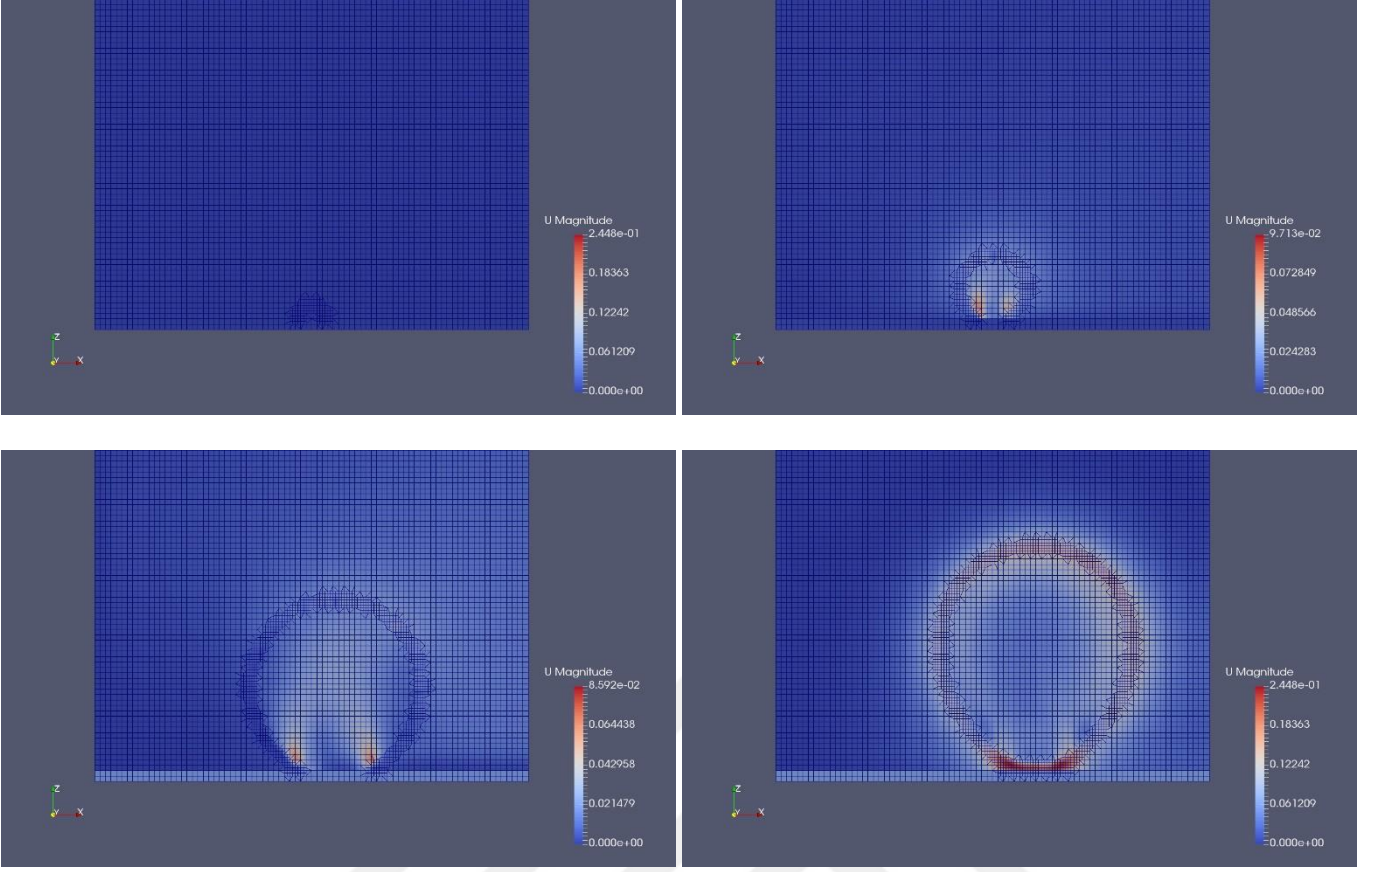 U Magnitude
2.448e-01
0.18363
0.12242
0.061209
0.000e+00
Z
Y
X
U Magnitude
9.713e-02
0.072849
0.048566
0.024283
0.000e+00
Z
Y
X
U Magnitude
8.592e-02
0.064438
0.042958
0.021479
0.000e+00
Z
Y
X
U Magnitude
2.448e-01
0.18363
0.12242
0.061209
0.000e+00
Z
Y
X